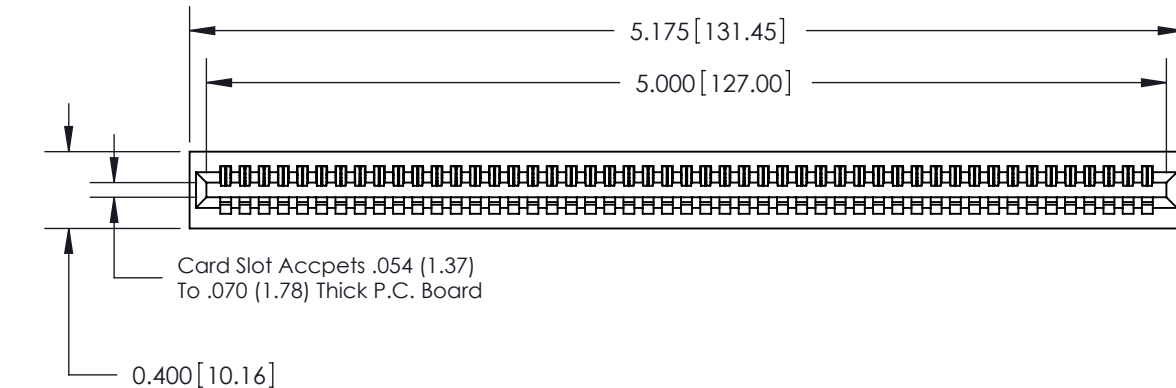 5.175[131.45]
5.000[127.00]
Card Slot Accpets .054 (1.37)
To .070 (1.78) Thick P.C. Board
0.400[10.16]